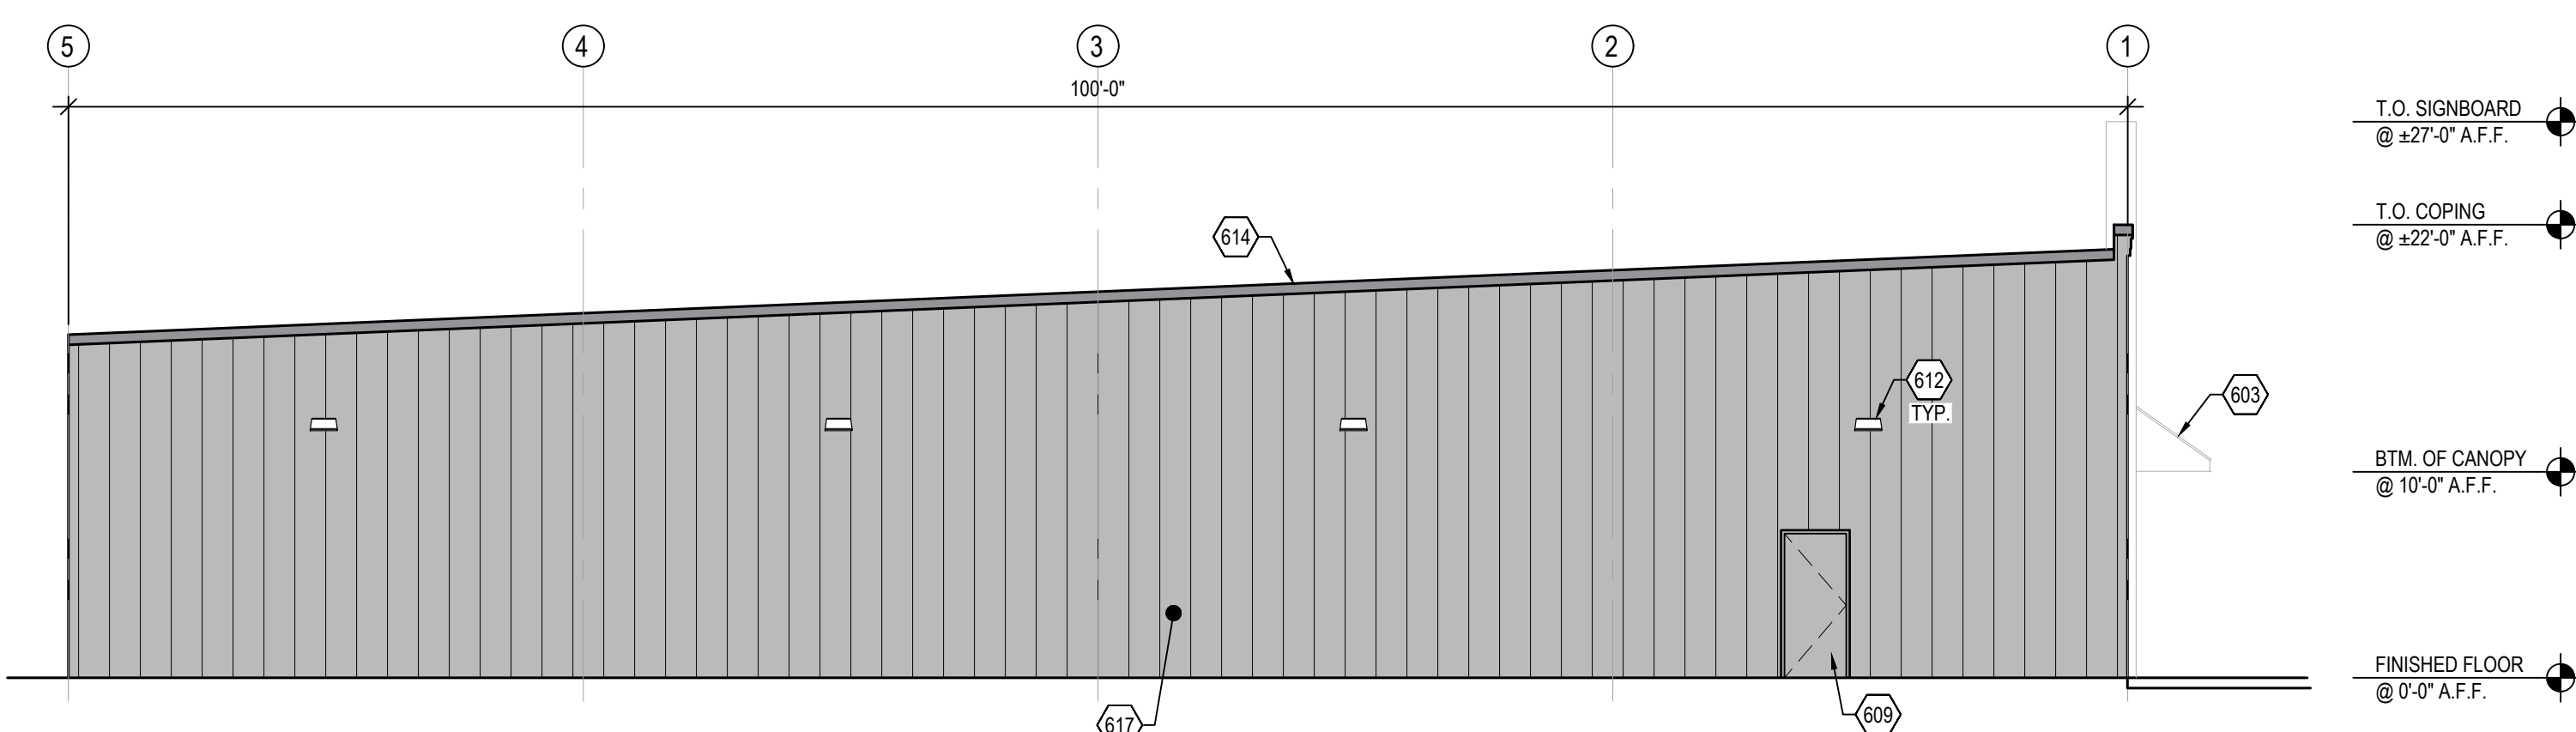 5
4
3
2
1
100'-0"
T.O. SIGNBOARD
@ ±27'-0" A.F.F.
T.O. COPING
@ ±22'-0" A.F.F.
614
612
TYP.
603
BTM. OF CANOPY
@ 10'-0" A.F.F.
FINISHED FLOOR
@ 0'-0" A.F.F.
617
609